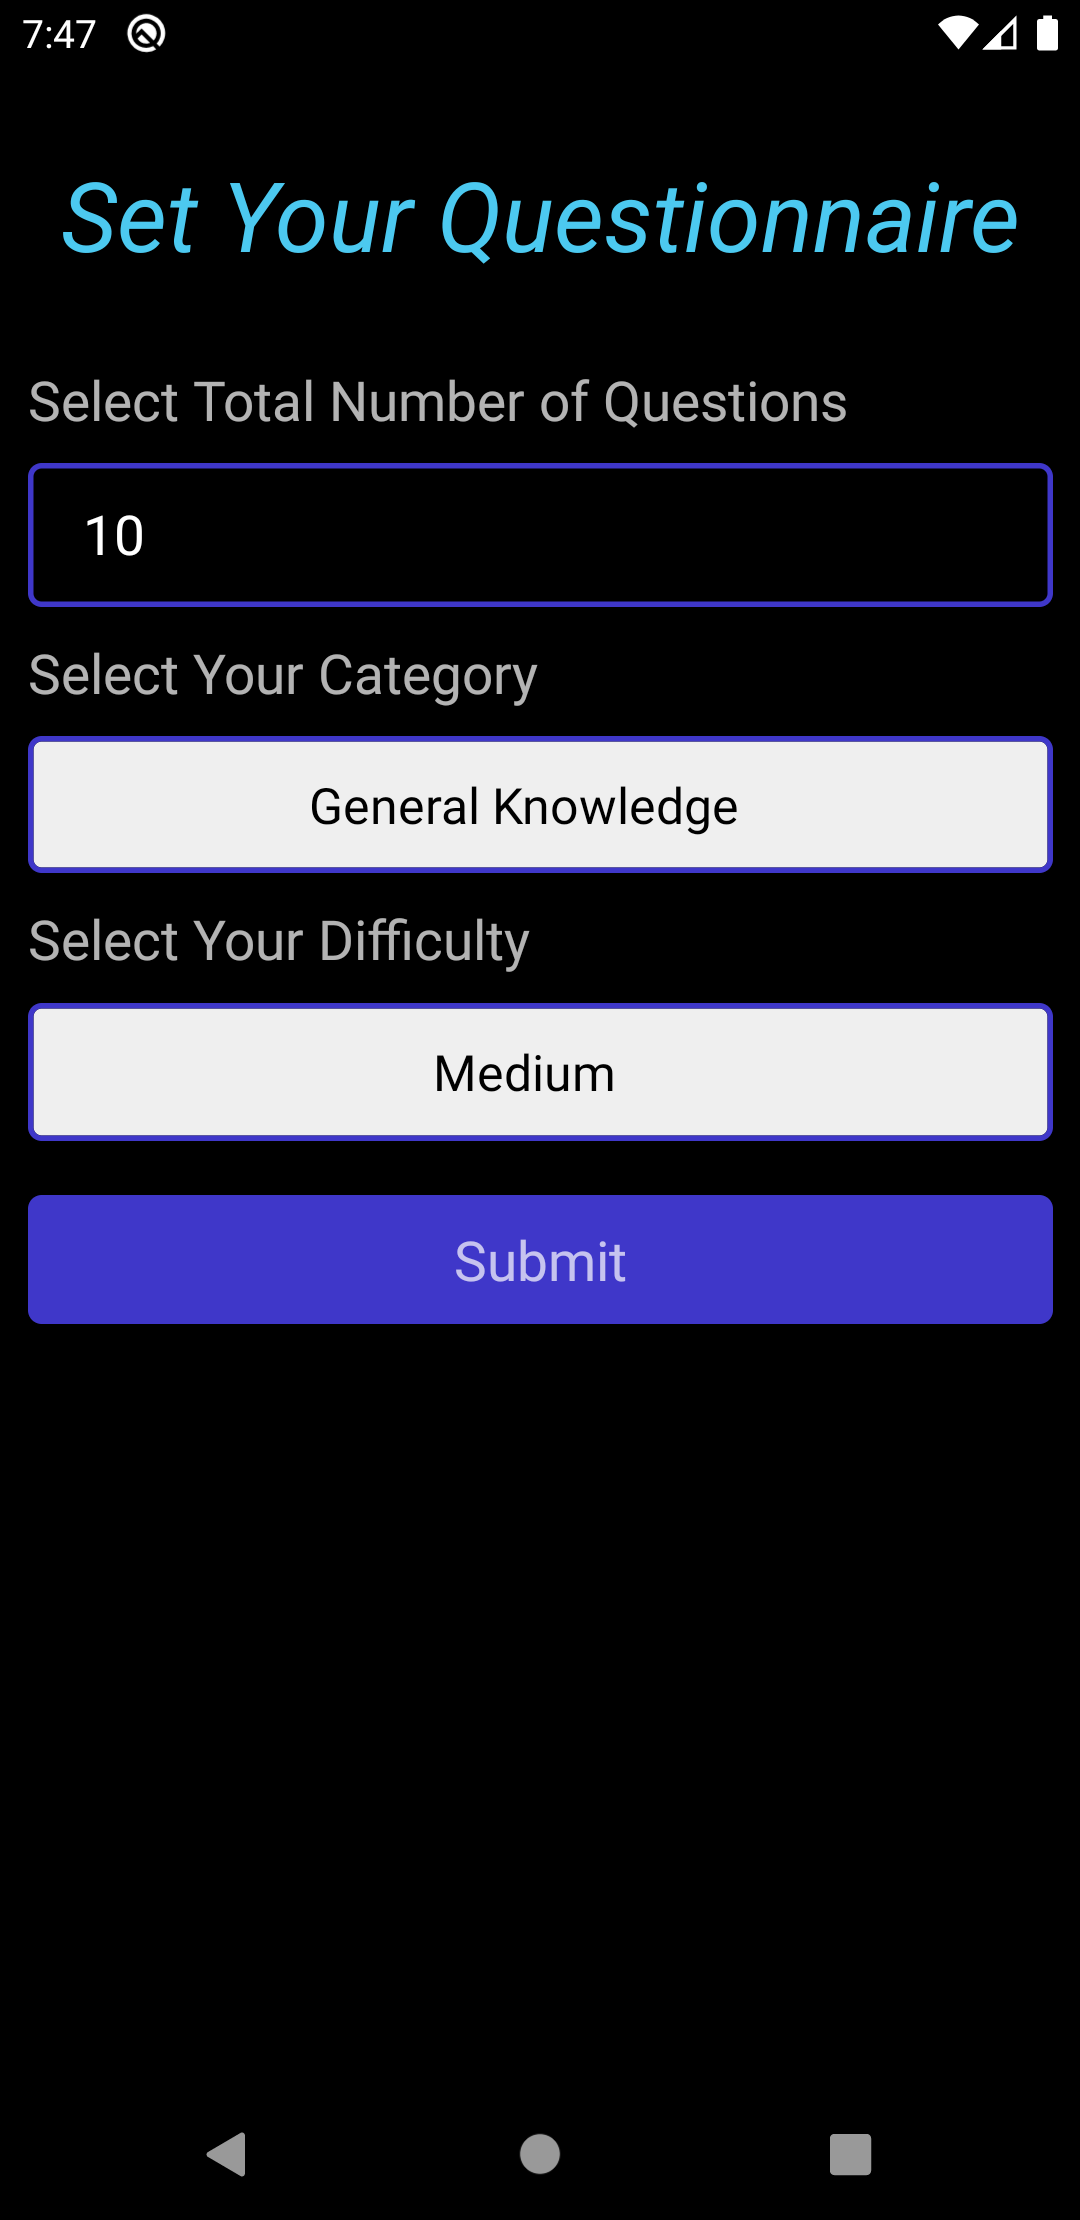 7:47
Set Your Questionnaire
Select Total Number of Questions
10
Select Your Category
General Knowledge
Select Your Difficulty
Medium
Submit